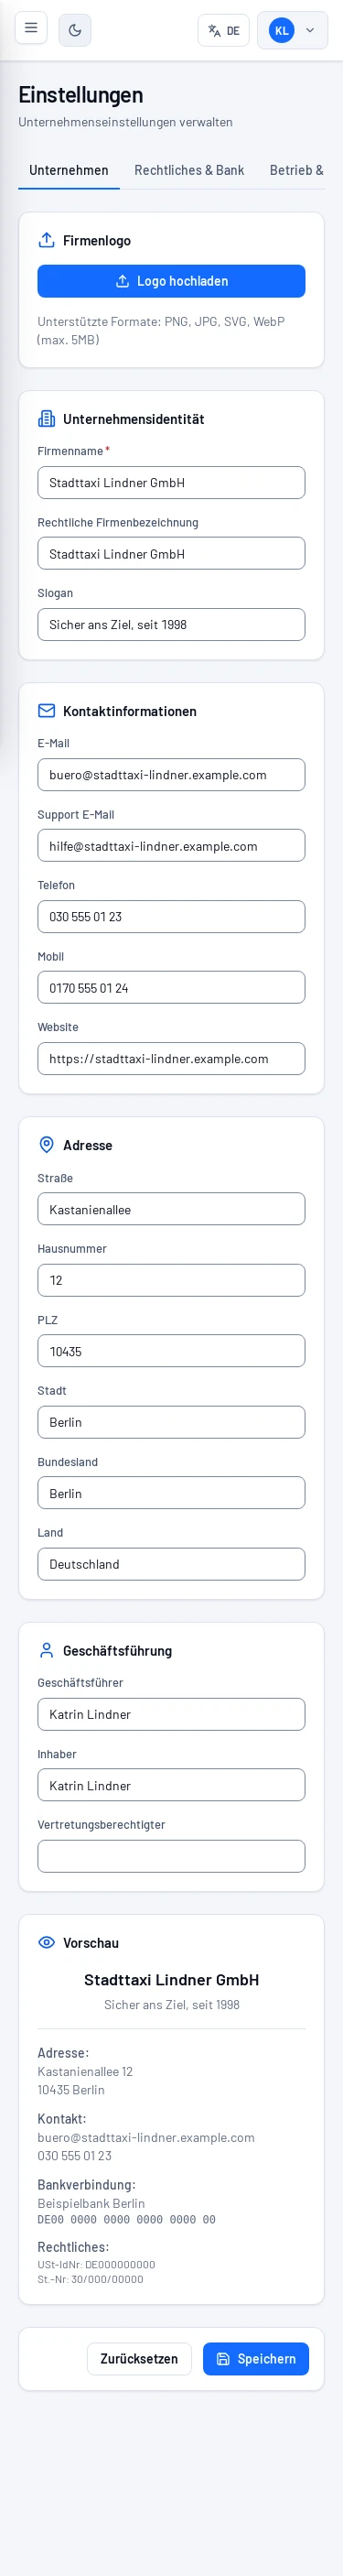 DE
KL
Einstellungen
Unternehmenseinstellungen verwalten
Unternehmen Rechtliches & Bank Betrieb &
Firmenlogo
Logo hochladen
Unterstützte Formate: PNG, JPG, SVG, WebP
(max. 5MB)
Unternehmensidentität
Firmenname *
Stadttaxi Lindner GmbH
Rechtliche Firmenbezeichnung
Stadttaxi Lindner GmbH
Slogan
Sicher ans Ziel, seit 1998
Kontaktinformationen
E-Mail
buero@stadttaxi-lindner.example.com
Support E-Mail
hilfe@stadttaxi-lindner.example.com
Telefon
030 555 01 23
Mobil
0170 555 01 24
Website
https://stadttaxi-lindner.example.com
Adresse
Straße
Kastanienallee
Hausnummer
12
PLZ
10435
Stadt
Berlin
Bundesland
Berlin
Land
Deutschland
Geschäftsführung
Geschäftsführer
Katrin Lindner
Inhaber
Katrin Lindner
Vertretungsberechtigter
Vorschau
Stadttaxi Lindner GmbH
Sicher ans Ziel, seit 1998
Adresse:
Kastanienallee 12
10435 Berlin
Kontakt:
buero@stadttaxi-lindner.example.com
030 555 01 23
Bankverbindung:
Beispielbank Berlin
DE00 0000 0000 0000 0000 00
Rechtliches:
USt-IdNr: DE000000000
St.-Nr: 30/000/00000
Zurücksetzen
Speichern